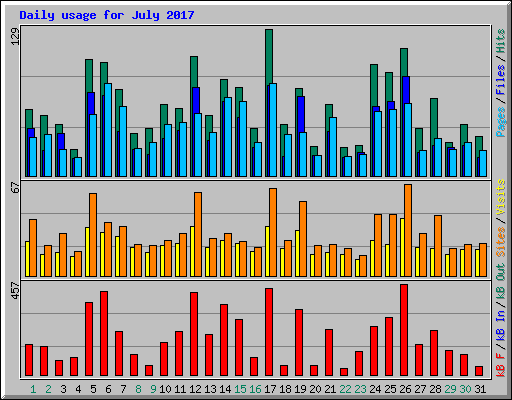 Daily usage for July 2017
129
67
457
Pages / Files / Hits
Sites / Visits
kB F / kB In / kB Out
1 2 3 4 5 6 7 8 9 10 11 12 13 14 15 16 17 18 19 20 21 22 23 24 25 26 27 28 29 30 31